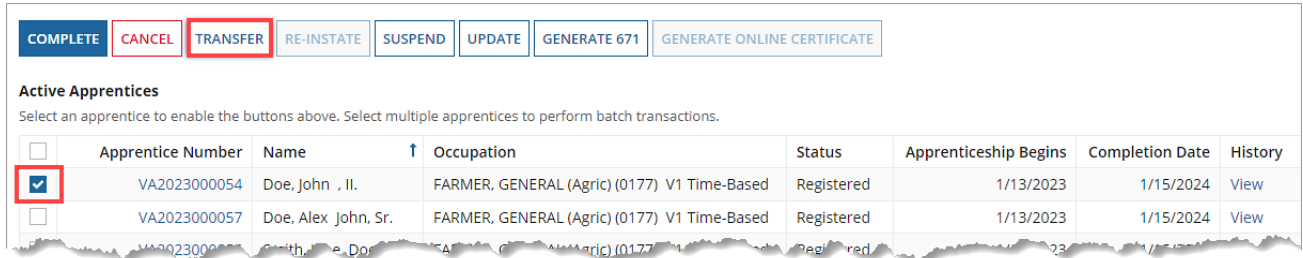 COMPLETE CANCEL TRANSFER RE-INSTATE SUSPEND UPDATE GENERATE 671 GENERATE ONLINE CERTIFICATE
Active Apprentices
Select an apprentice to enable the buttons above. Select multiple apprentices to perform batch transactions.
Apprentice Number Name ↑ Occupation Status Apprenticeship Begins Completion Date History
VA2023000054 Doe, John , II. FARMER, GENERAL (Agric) (0177) V1 Time-Based Registered 1/13/2023 1/15/2024 View
VA2023000057 Doe, Alex John, Sr. FARMER, GENERAL (Agric) (0177) V1 Time-Based Registered 1/13/2023 1/15/2024 View